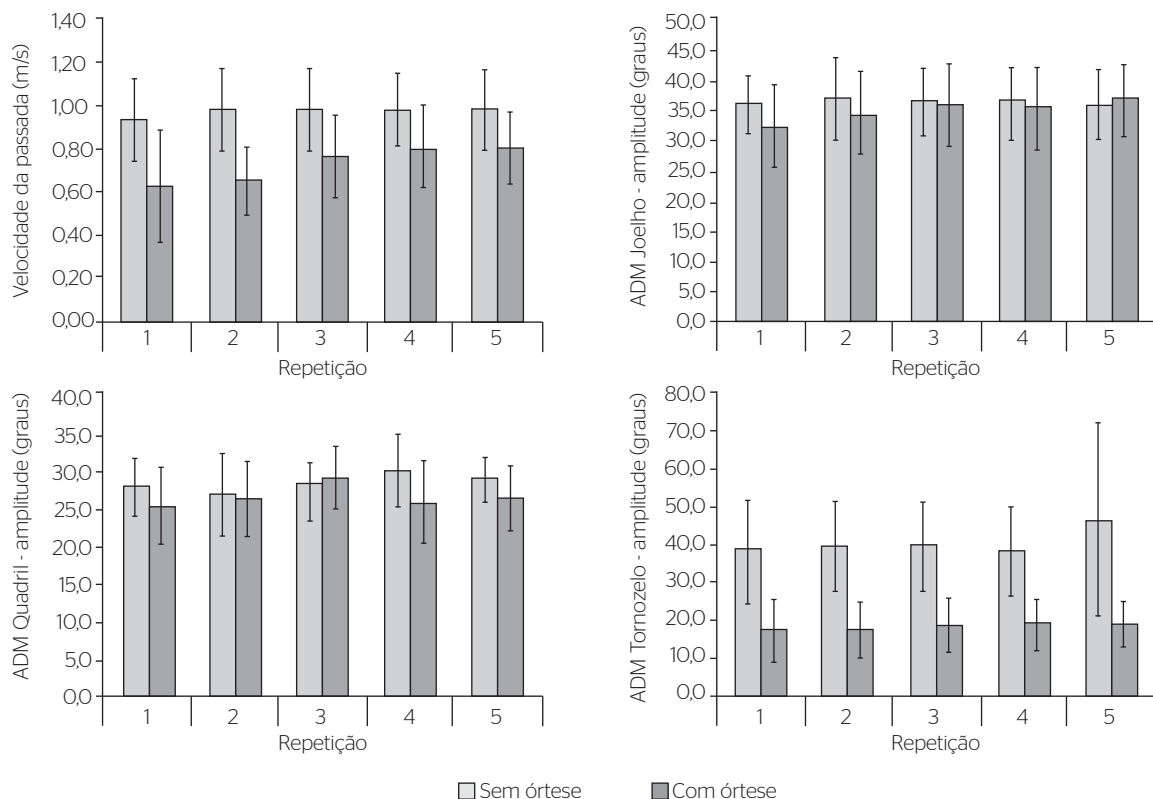 Velocidade da passada (m/s)
1,40
1,20
1,00
0,80
0,60
0,40
0,20
0,00
1 2 3 4 5
Repetição
ADM Joelho - amplitude (graus)
50,0
45,0
40,0
35,0
30,0
25,0
20,0
15,0
10,0
5,0
0,0
1 2 3 4 5
Repetição
ADM Quadril - amplitude (graus)
40,0
35,0
30,0
25,0
20,0
15,0
10,0
5,0
0,0
1 2 3 4 5
Repetição
ADM Tornozelo - amplitude (graus)
80,0
70,0
60,0
50,0
40,0
30,0
20,0
10,0
0,0
1 2 3 4 5
Repetição
Sem órtese Com órtese